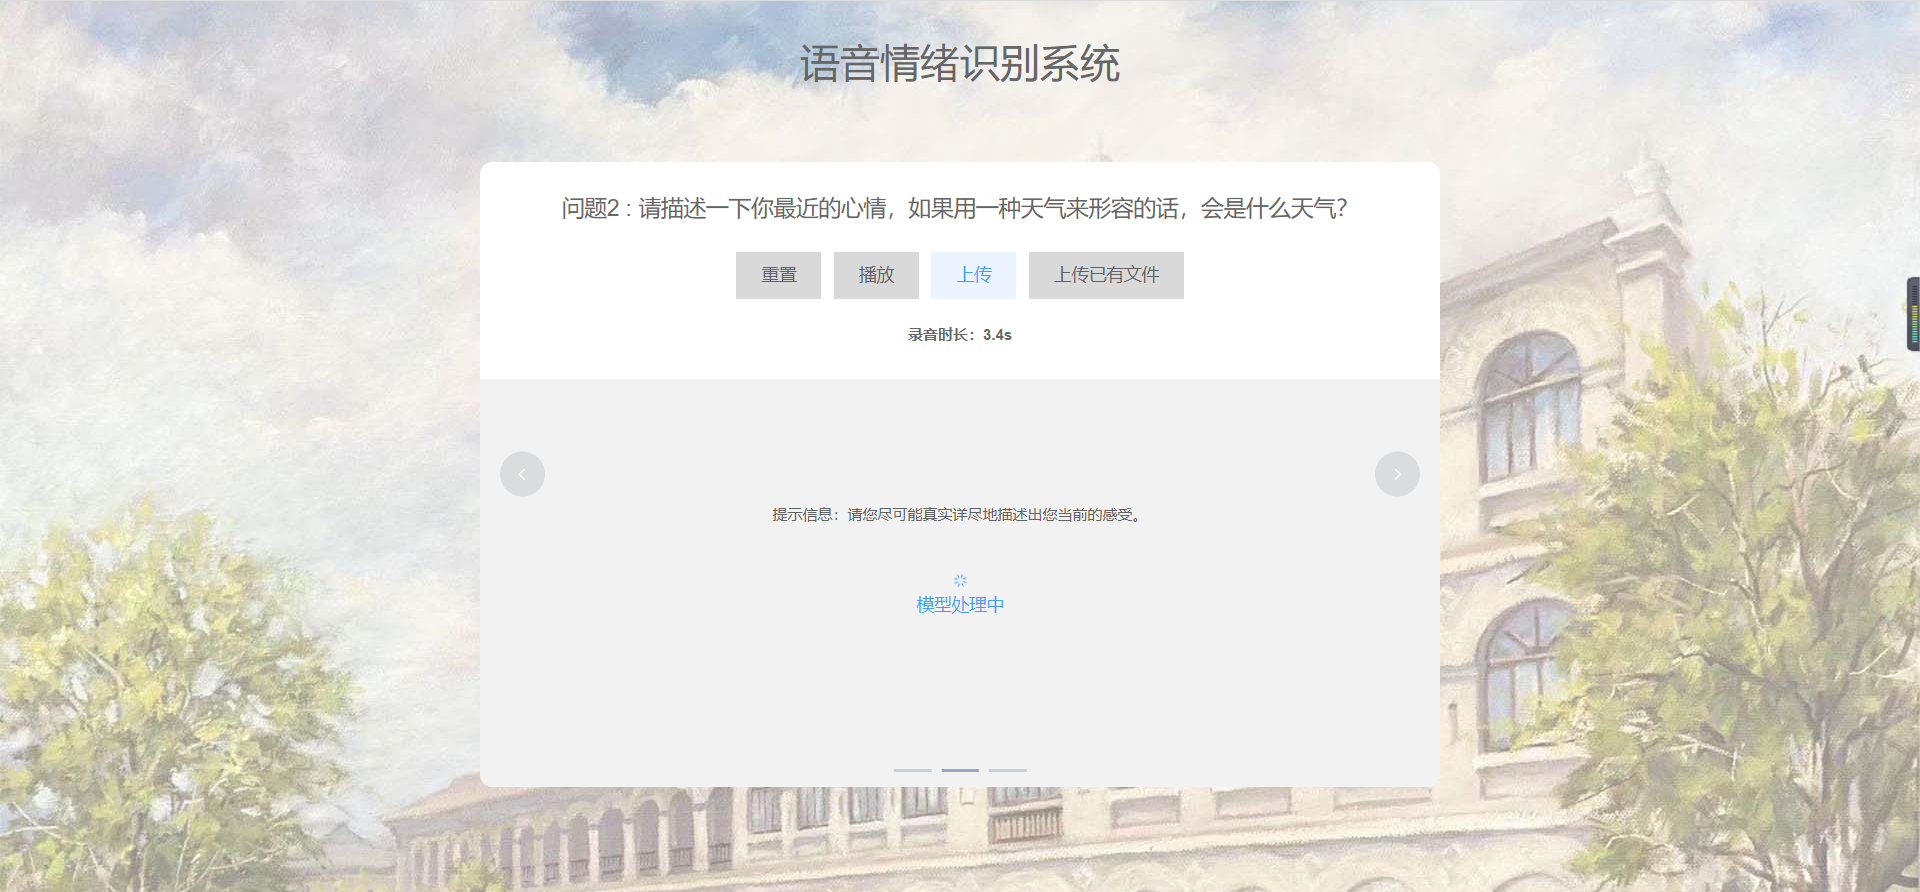 语音情绪识别系统
问题2：请描述一下你最近的心情，如果用一种天气来形容的话，会是什么天气？
重置 播放 上传 上传已有文件
录音时长：3.4s
提示信息：请您尽可能真实详尽地描述出您当前的感受。
模型处理中